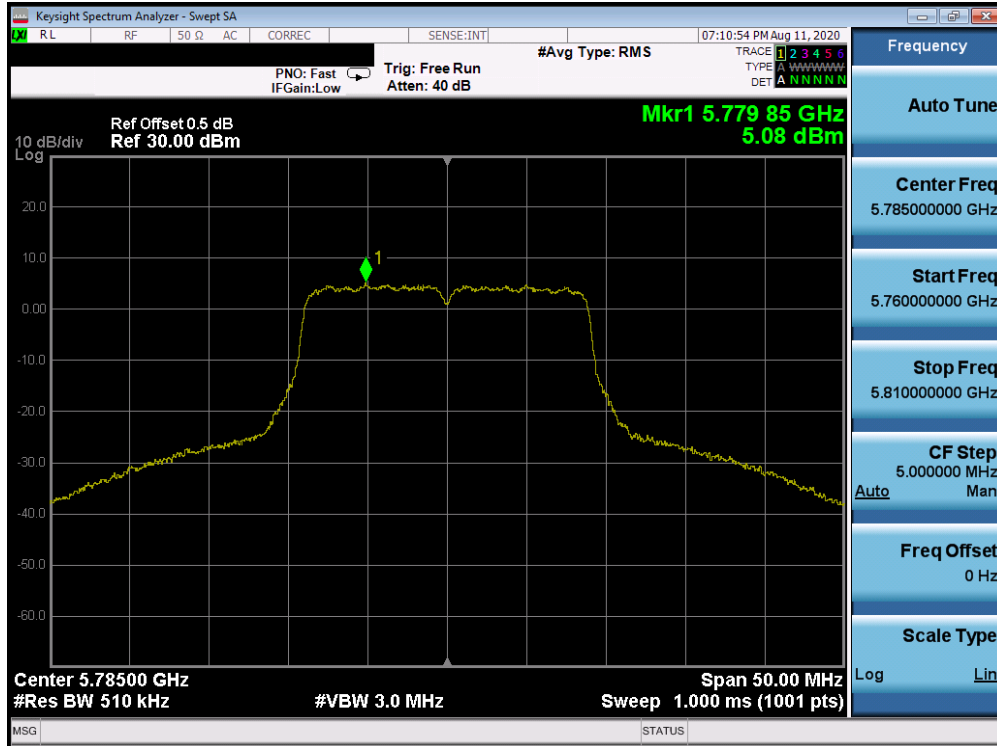 Keysight Spectrum Analyzer - Swept SA
LXI RL RF 50 Ω AC CORREC SENSE:INT 07:10:54 PM Aug 11, 2020
#Avg Type: RMS
TRACE 1 2 3 4 5 6
PNO: Fast Trig: Free Run TYPE A WWWWW
IFGain:Low Atten: 40 dB DET A N N N N N
Mkr1 5.779 85 GHz
5.08 dBm
Ref Offset 0.5 dB
10 dB/div Ref 30.00 dBm
Log
20.0
10.0
1
0.00
-10.0
-20.0
-30.0
-40.0
-50.0
-60.0
Center 5.78500 GHz Span 50.00 MHz
#Res BW 510 kHz #VBW 3.0 MHz Sweep 1.000 ms (1001 pts)
MSG STATUS
Frequency
Auto Tune
Center Freq
5.785000000 GHz
Start Freq
5.760000000 GHz
Stop Freq
5.810000000 GHz
CF Step
5.000000 MHz
Auto Man
Freq Offset
0 Hz
Scale Type
Log Lin